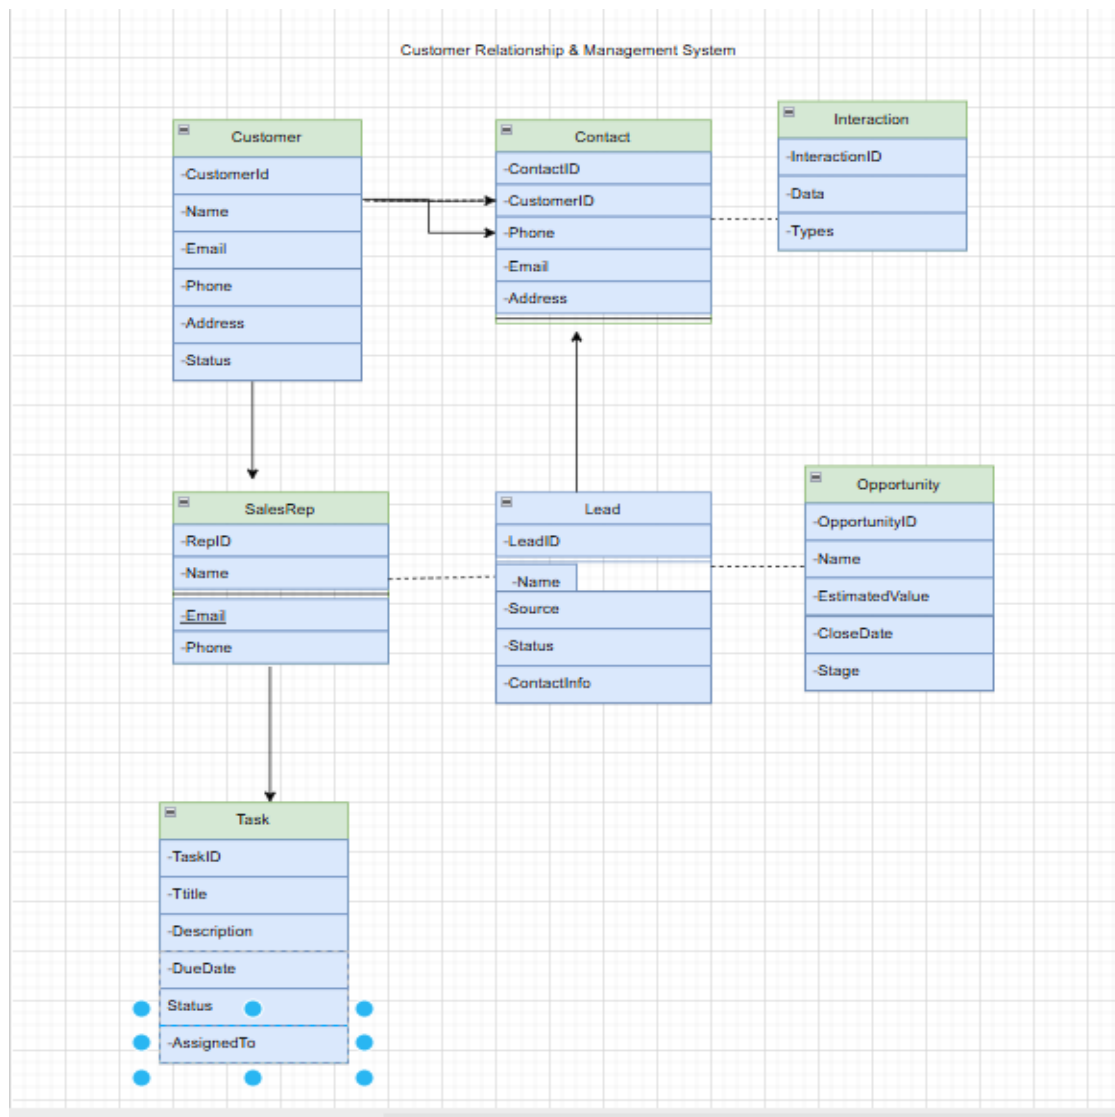 Customer Relationship & Management System
Customer
-CustomerId
-Name
-Email
-Phone
-Address
-Status
Contact
-ContactID
-CustomerID
-Phone
-Email
-Address
Interaction
-InteractionID
-Data
-Types
SalesRep
-RepID
-Name
-Email
-Phone
Lead
-LeadID
-Name
-Source
-Status
-ContactInfo
Opportunity
-OpportunityID
-Name
-EstimatedValue
-CloseDate
-Stage
Task
-TaskID
-Ttitle
-Description
-DueDate
Status
-AssignedTo